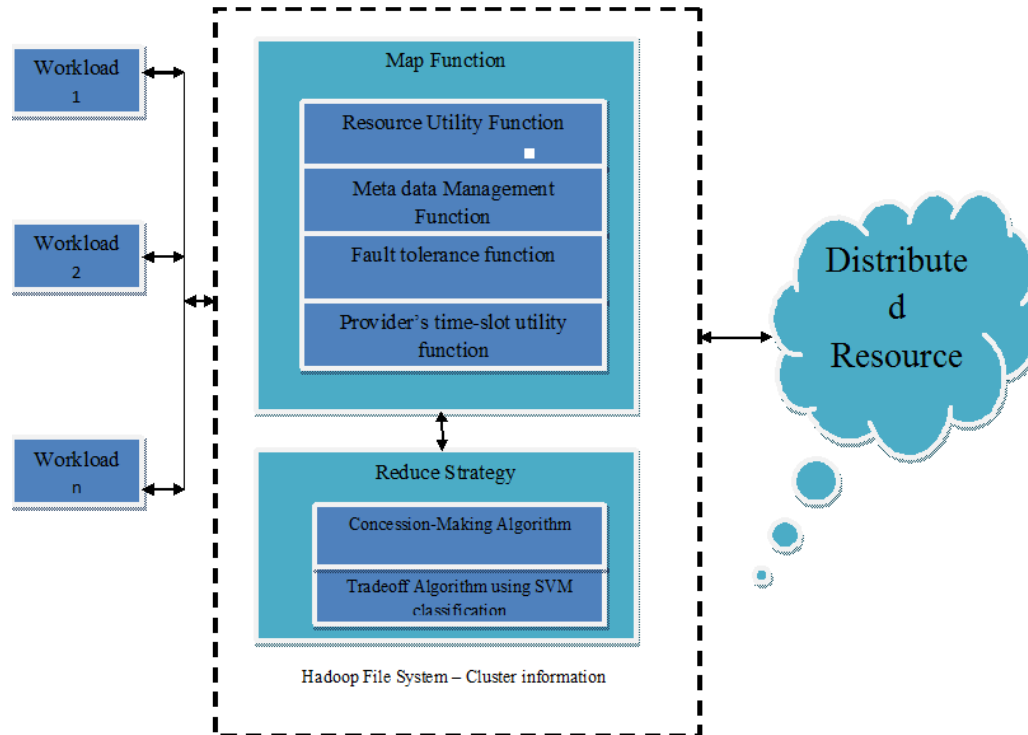 Workload
1
Workload
2
Workload
n
Map Function
Resource Utility Function
Meta data Management
Function
Fault tolerance function
Provider's time-slot utility
function
Reduce Strategy
Concession-Making Algorithm
Tradeoff Algorithm using SVM
classification
Hadoop File System – Cluster information
Distribute
d
Resource